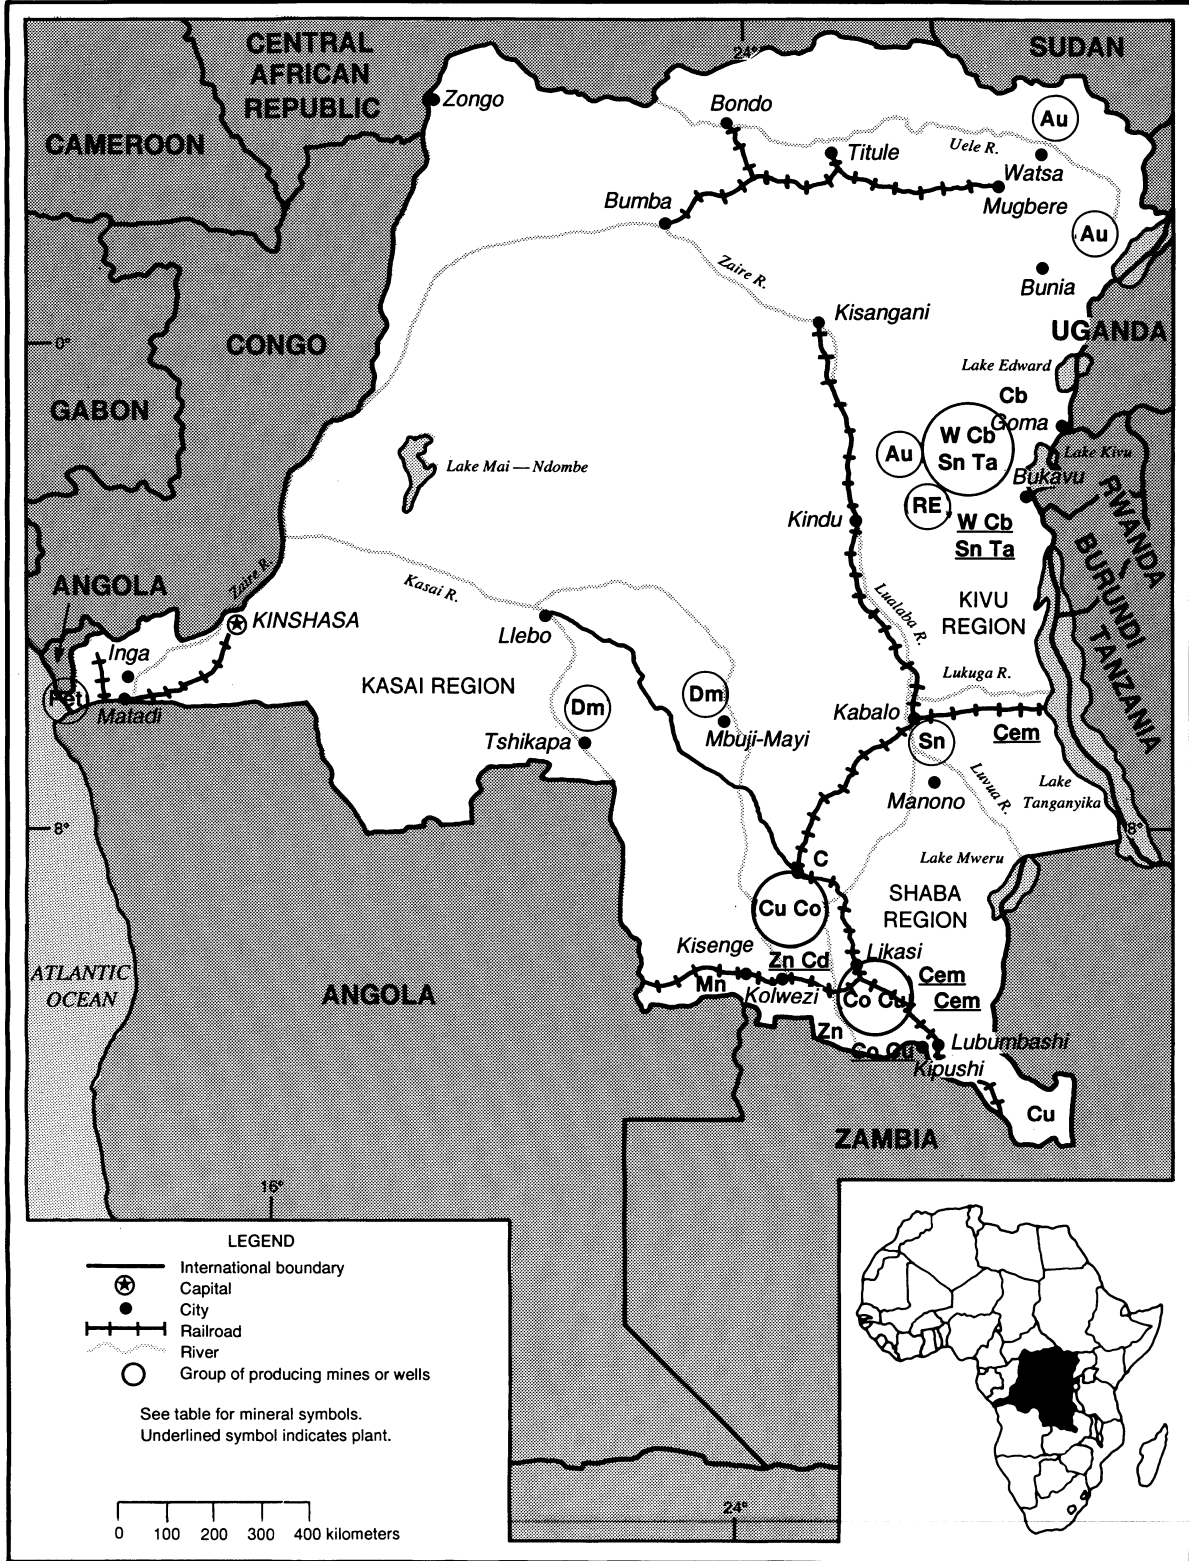 CENTRAL
AFRICAN
REPUBLIC
24°
SUDAN
CAMEROON
Zongo
Bondo
Au
Titule
Uele R.
Watsa
Mugbere
Bumba
Au
Zaire R.
Bunia
Kisangani
UGANDA
0°
CONGO
GABON
Lake Edward
Cb
Goma
W Cb
Sn Ta
Au
Lake Kivu
Lake Mai — Ndombe
Bukavu
RE
W Cb
Sn Ta
Kindu
RWANDA
BURUNDI
TANZANIA
ANGOLA
Zaire R.
Kasai R.
Lualaba R.
KIVU
REGION
KINSHASA
Llebo
Inga
KASAI REGION
Lukuga R.
Pet
Matadi
Dm
Dm
Kabalo
Cem
Tshikapa
Mbuji-Mayi
Sn
Manono
Luvua R.
Lake
Tanganyika
8°
8°
C
Lake Mweru
SHABA
REGION
Cu Co
Kisenge
Likasi
Zn Cd
Cem
ATLANTIC
OCEAN
ANGOLA
Mn
Kolwezi
Co Cu
Cem
Zn
Co Cu
Lubumbashi
Kipushi
Cu
ZAMBIA
16°
LEGEND
International boundary
Capital
City
Railroad
River
Group of producing mines or wells
See table for mineral symbols.
Underlined symbol indicates plant.
0 100 200 300 400 kilometers
24°